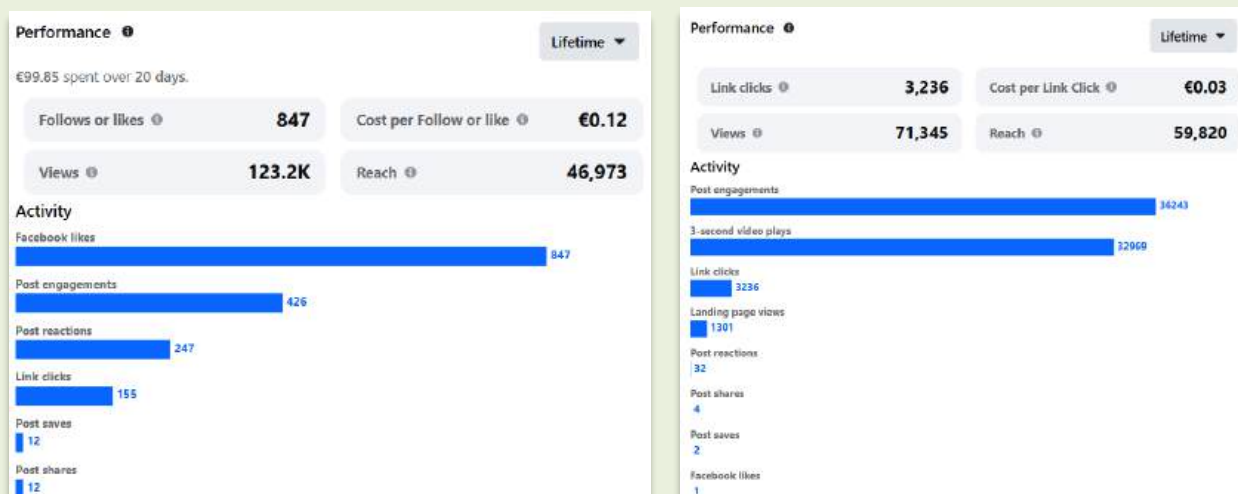 Performance
Lifetime
€99.85 spent over 20 days.
Follows or likes 847
Cost per Follow or like €0.12
Views 123.2K
Reach 46,973
Activity
Facebook likes
847
Post engagements
426
Post reactions
247
Link clicks
155
Post saves
12
Post shares
12
Performance
Lifetime
Link clicks 3,236
Cost per Link Click €0.03
Views 71,345
Reach 59,820
Activity
Post engagements
36243
3-second video plays
32969
Link clicks
3236
Landing page views
1301
Post reactions
32
Post shares
4
Post saves
2
Facebook likes
1